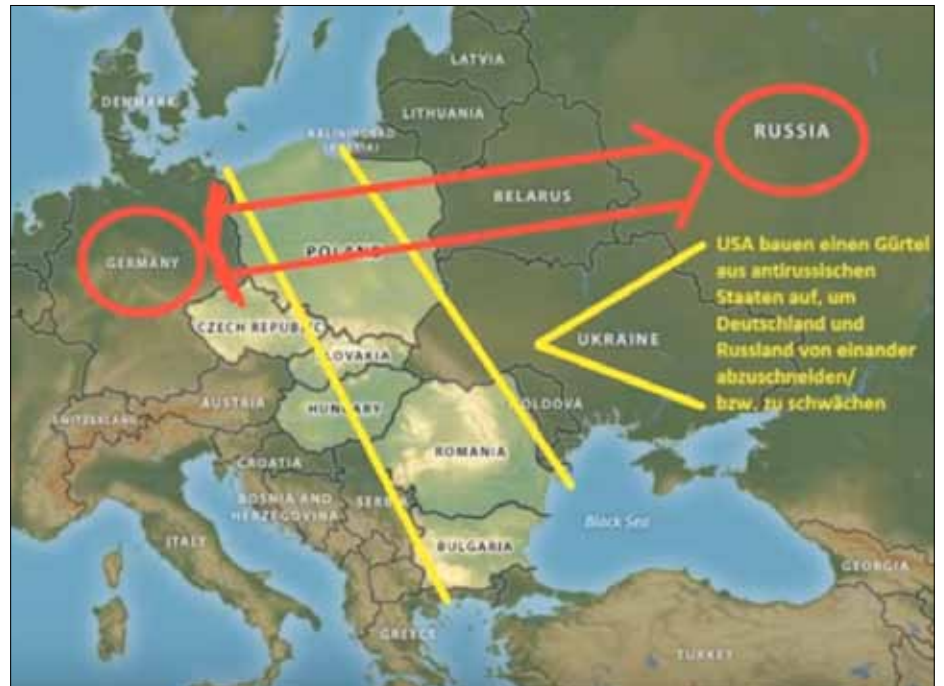 LATVIA
DENMARK
LITHUANIA
KALININGRAD
(RUSSIA)
RUSSIA
BELARUS
POLAND
GERMANY
USA bauen einen Gürtel
aus antirussischen
Staaten auf, um
Deutschland und
Russland von einander
abzuschneiden/
bzw. zu schwächen
CZECH REPUBLIC
UKRAINE
SLOVAKIA
AUSTRIA
HUNGARY
MOLDOVA
SWITZERLAND
ROMANIA
CROATIA
BOSNIA AND
HERZEGOVINA
SERBIA
Black Sea
ITALY
BULGARIA
GEORGIA
GREECE
TURKEY